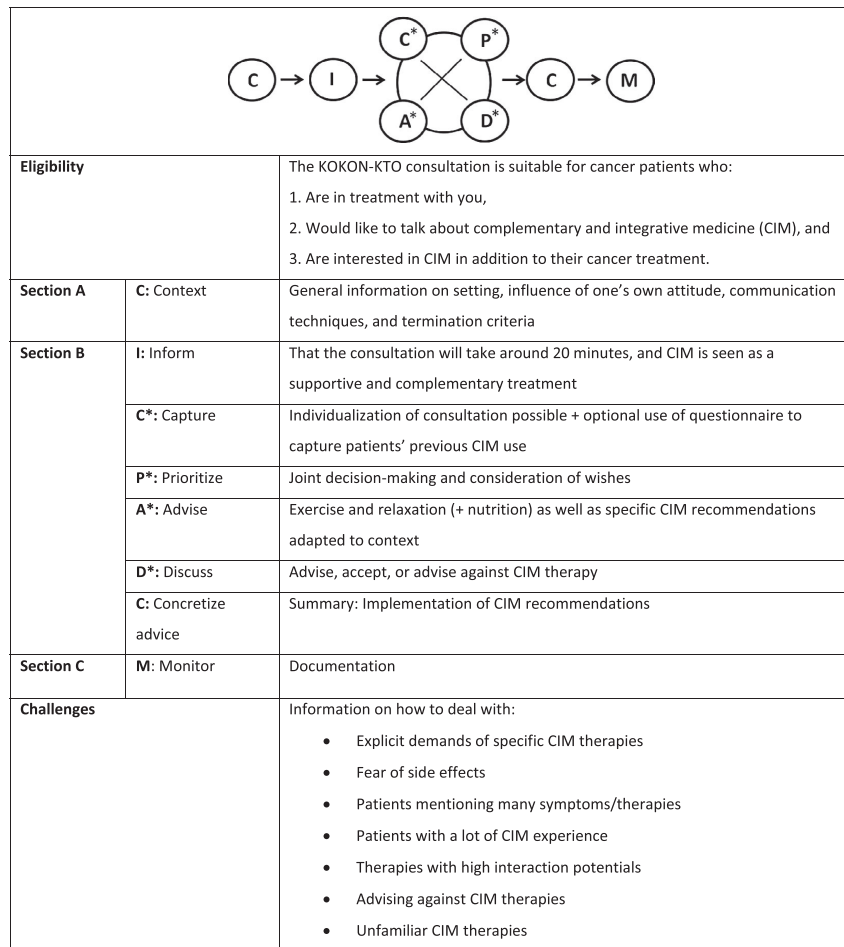 C* P*
C → I → → C → M
A* D*
Eligibility
The KOKON-KTO consultation is suitable for cancer patients who:
1. Are in treatment with you,
2. Would like to talk about complementary and integrative medicine (CIM), and
3. Are interested in CIM in addition to their cancer treatment.
Section A
C: Context
General information on setting, influence of one's own attitude, communication
techniques, and termination criteria
Section B
I: Inform
That the consultation will take around 20 minutes, and CIM is seen as a
supportive and complementary treatment
C*: Capture
Individualization of consultation possible + optional use of questionnaire to
capture patients' previous CIM use
P*: Prioritize
Joint decision-making and consideration of wishes
A*: Advise
Exercise and relaxation (+ nutrition) as well as specific CIM recommendations
adapted to context
D*: Discuss
Advise, accept, or advise against CIM therapy
C: Concretize
advice
Summary: Implementation of CIM recommendations
Section C
M: Monitor
Documentation
Challenges
Information on how to deal with:
• Explicit demands of specific CIM therapies
• Fear of side effects
• Patients mentioning many symptoms/therapies
• Patients with a lot of CIM experience
• Therapies with high interaction potentials
• Advising against CIM therapies
• Unfamiliar CIM therapies